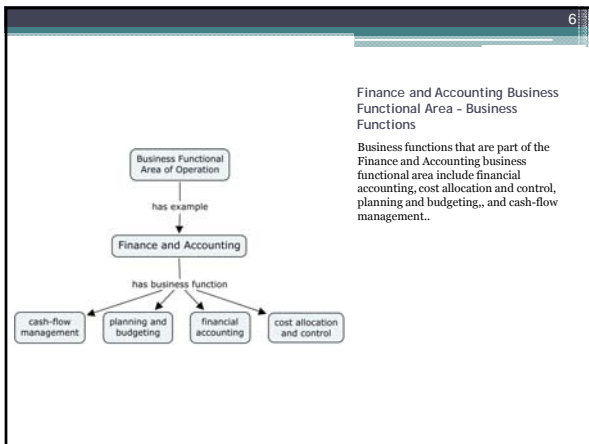 6
Finance and Accounting Business
Functional Area - Business
Functions
Business functions that are part of the
Finance and Accounting business
functional area include financial
accounting, cost allocation and control,
planning and budgeting,, and cash-flow
management..
Business Functional
Area of Operation
has example
Finance and Accounting
has business function
cash-flow
management
planning and
budgeting
financial
accounting
cost allocation
and control